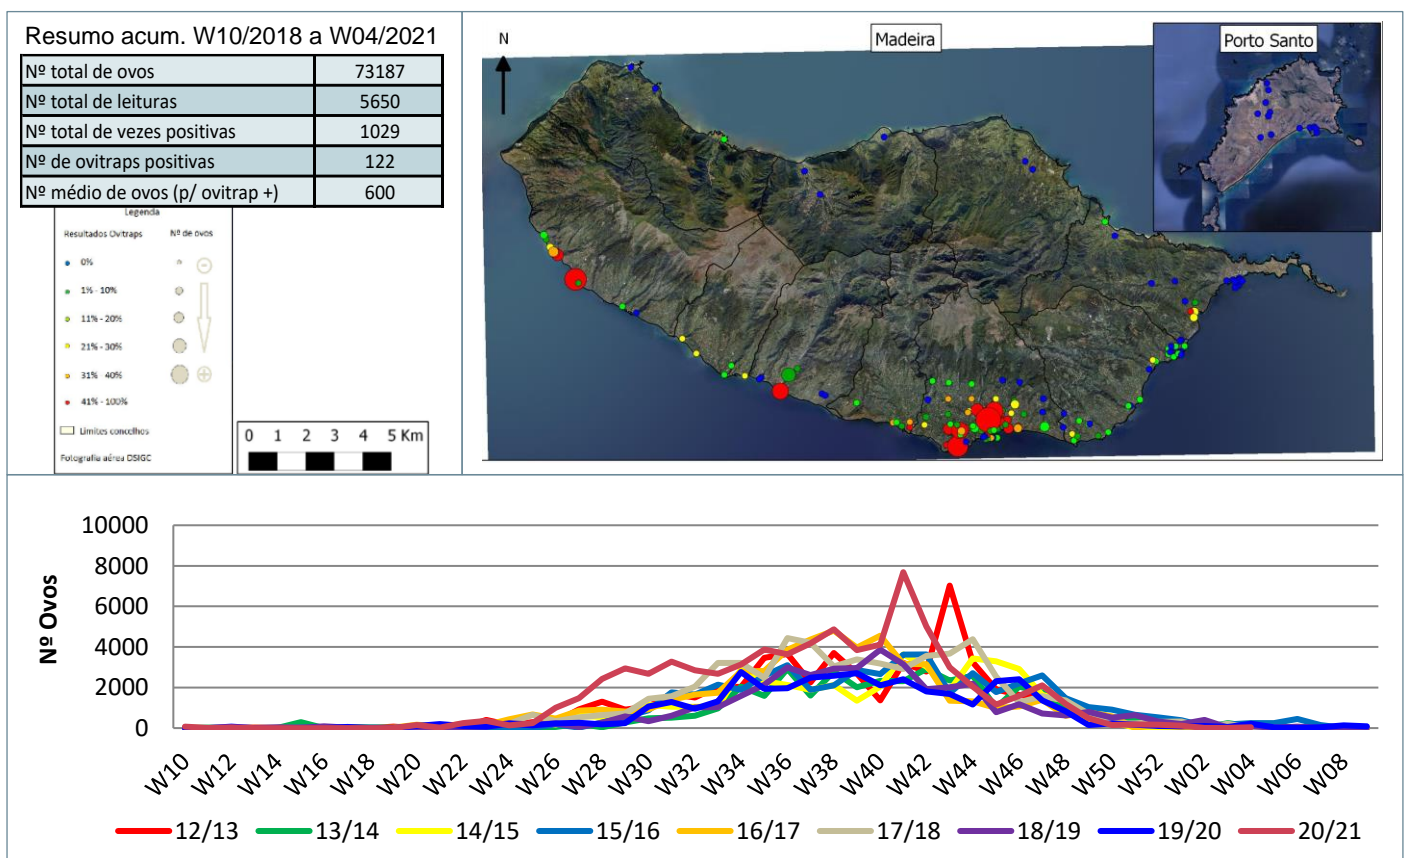 Resumo acum. W10/2018 a W04/2021
Nº total de ovos 73187
Nº total de leituras 5650
Nº total de vezes positivas 1029
Nº de ovitraps positivas 122
Nº médio de ovos (p/ ovitrap +) 600
Legenda
Resultados Ovitraps Nº de ovos
0%
1% - 10%
11% - 20%
21% - 30%
31% - 40%
41% - 100%
Limites concelhos
Fotografia aérea DSIGC
0 1 2 3 4 5 Km
N
Madeira
Porto Santo
Nº Ovos
10000
8000
6000
4000
2000
0
W10 W12 W14 W16 W18 W20 W22 W24 W26 W28 W30 W32 W34 W36 W38 W40 W42 W44 W46 W48 W50 W52 W02 W04 W06 W08
12/13 13/14 14/15 15/16 16/17 17/18 18/19 19/20 20/21